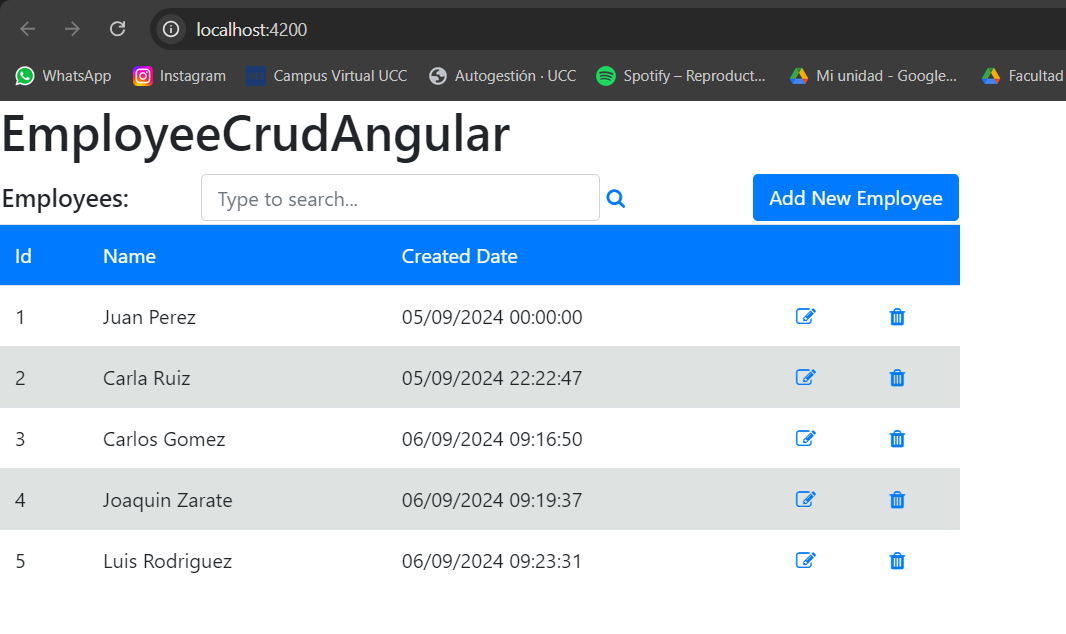 localhost:4200
WhatsApp Instagram Campus Virtual UCC Autogestión · UCC Spotify – Reproduct... Mi unidad - Google... Facultad
EmployeeCrudAngular
Employees: Type to search... Add New Employee
Id Name Created Date
1 Juan Perez 05/09/2024 00:00:00
2 Carla Ruiz 05/09/2024 22:22:47
3 Carlos Gomez 06/09/2024 09:16:50
4 Joaquin Zarate 06/09/2024 09:19:37
5 Luis Rodriguez 06/09/2024 09:23:31